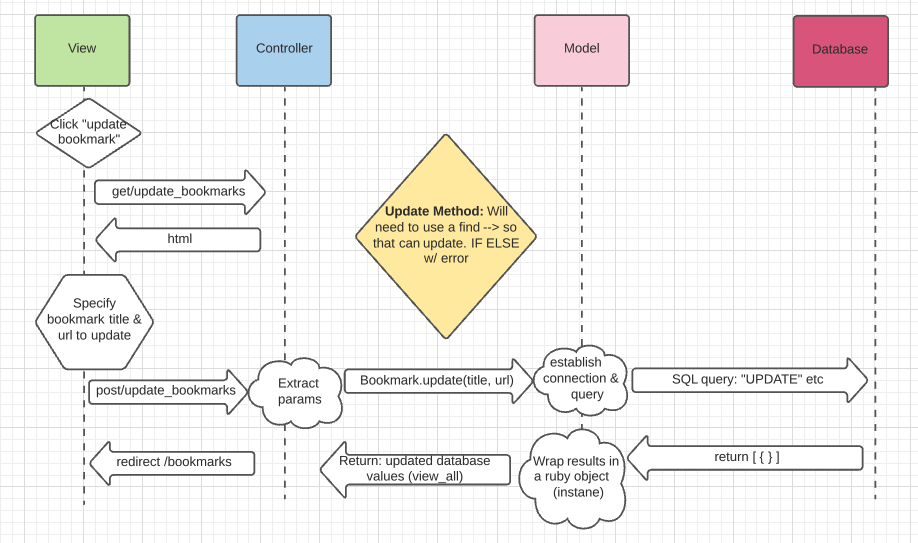 View
Controller
Model
Database
Click "update
bookmark"
get/update_bookmarks
html
Update Method: Will
need to use a find --> so
that can update. IF ELSE
w/ error
Specify
bookmark title &
url to update
post/update_bookmarks
Extract
params
Bookmark.update(title, url)
establish
connection &
query
SQL query: "UPDATE" etc
redirect /bookmarks
Return: updated database
values (view_all)
Wrap results in
a ruby object
(instane)
return [ { } ]